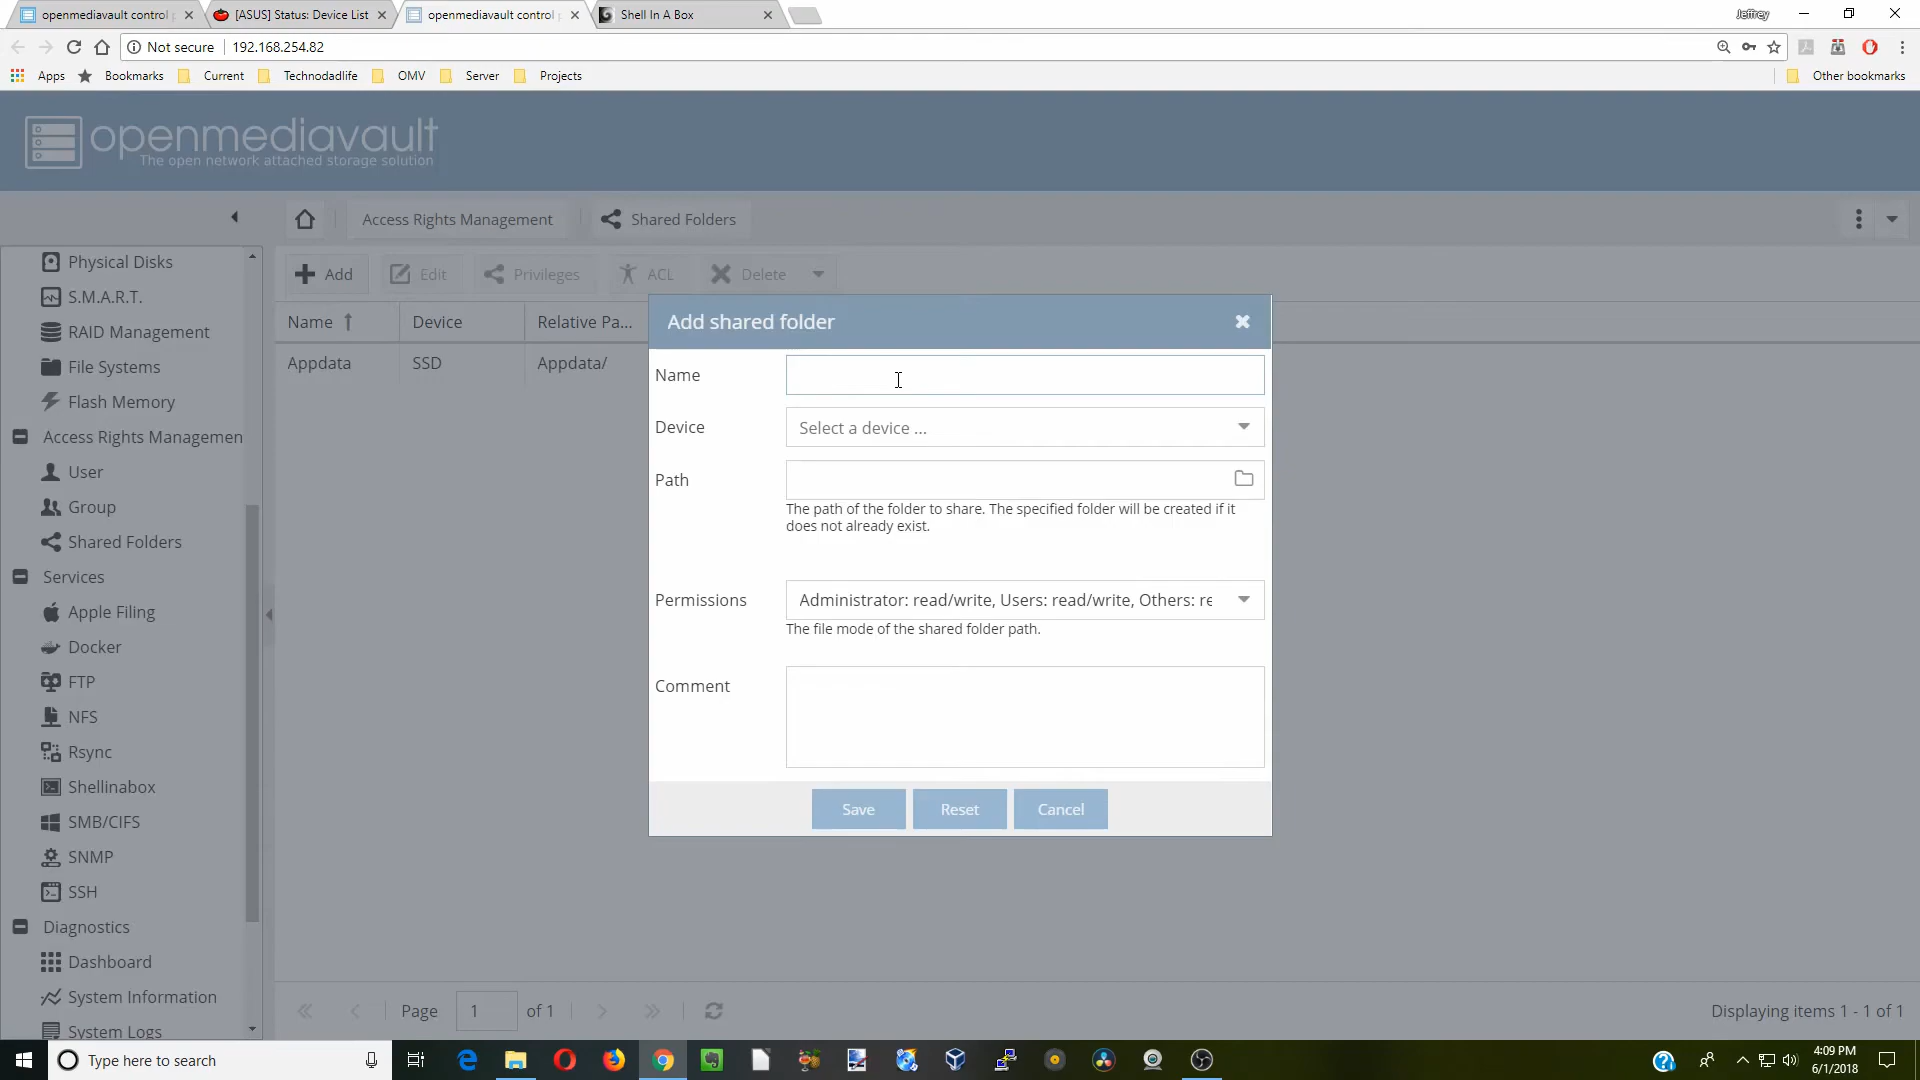 openmediavault control p
[ASUS] Status: Device List
openmediavault control p
Shell In A Box
Jeffrey
Not secure
192.168.254.82
Apps
Bookmarks
Current
Technodadlife
OMV
Server
Projects
Other bookmarks
openmediavault
The open network attached storage solution
Access Rights Management
Shared Folders
Add
Edit
Privileges
ACL
Delete
Name
Device
Relative Pa...
Appdata
SSD
Appdata/
Physical Disks
S.M.A.R.T.
RAID Management
File Systems
Flash Memory
Access Rights Managemen
User
Group
Shared Folders
Services
Apple Filing
Docker
FTP
NFS
Rsync
Shellinabox
SMB/CIFS
SNMP
SSH
Diagnostics
Dashboard
System Information
System Logs
Add shared folder
Name
Device
Select a device ...
Path
The path of the folder to share. The specified folder will be created if it
does not already exist.
Permissions
Administrator: read/write, Users: read/write, Others: re
The file mode of the shared folder path.
Comment
Save
Reset
Cancel
Page
1
of 1
Displaying items 1 - 1 of 1
Type here to search
4:09 PM
6/1/2018